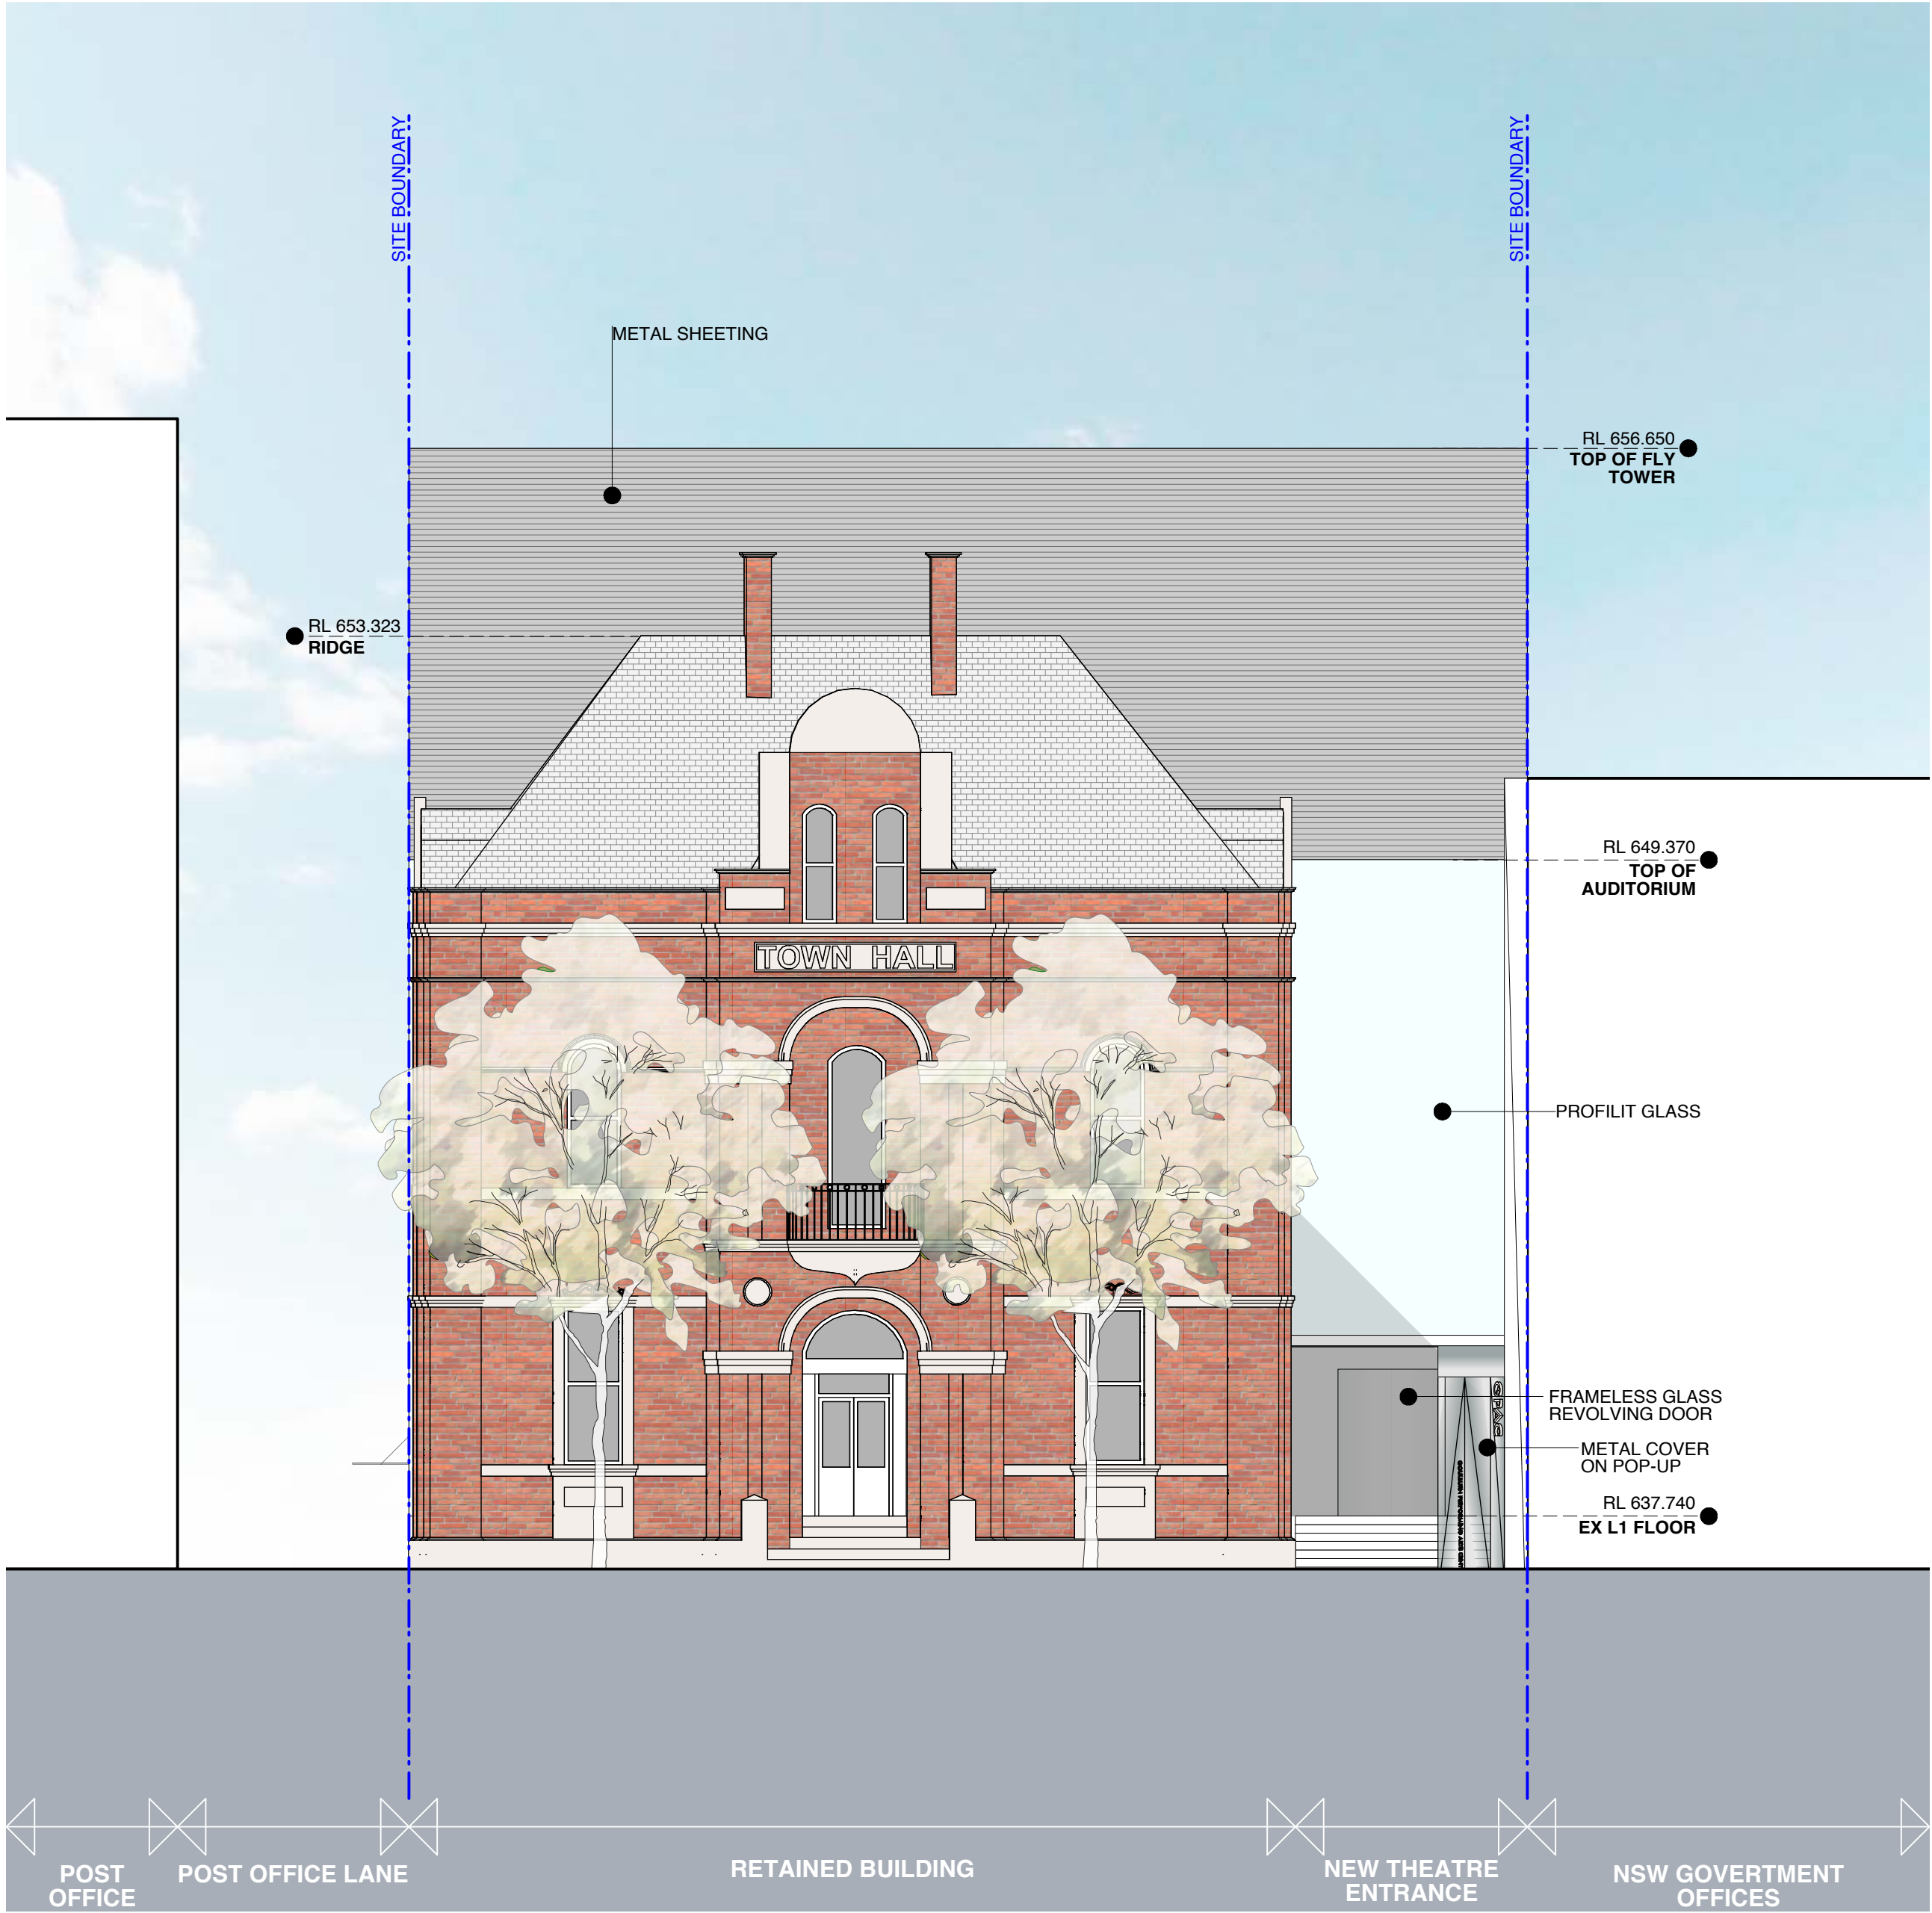 SITE BOUNDARY
SITE BOUNDARY
METAL SHEETING
RL 656.650
TOP OF FLY
TOWER
RL 653.323
RIDGE
RL 649.370
TOP OF
AUDITORIUM
TOWN HALL
PROFILIT GLASS
FRAMELESS GLASS
REVOLVING DOOR
GPAC
METAL COVER
ON POP-UP
RL 637.740
EX L1 FLOOR
POST
OFFICE
POST OFFICE LANE
RETAINED BUILDING
NEW THEATRE
ENTRANCE
NSW GOVERTMENT
OFFICES